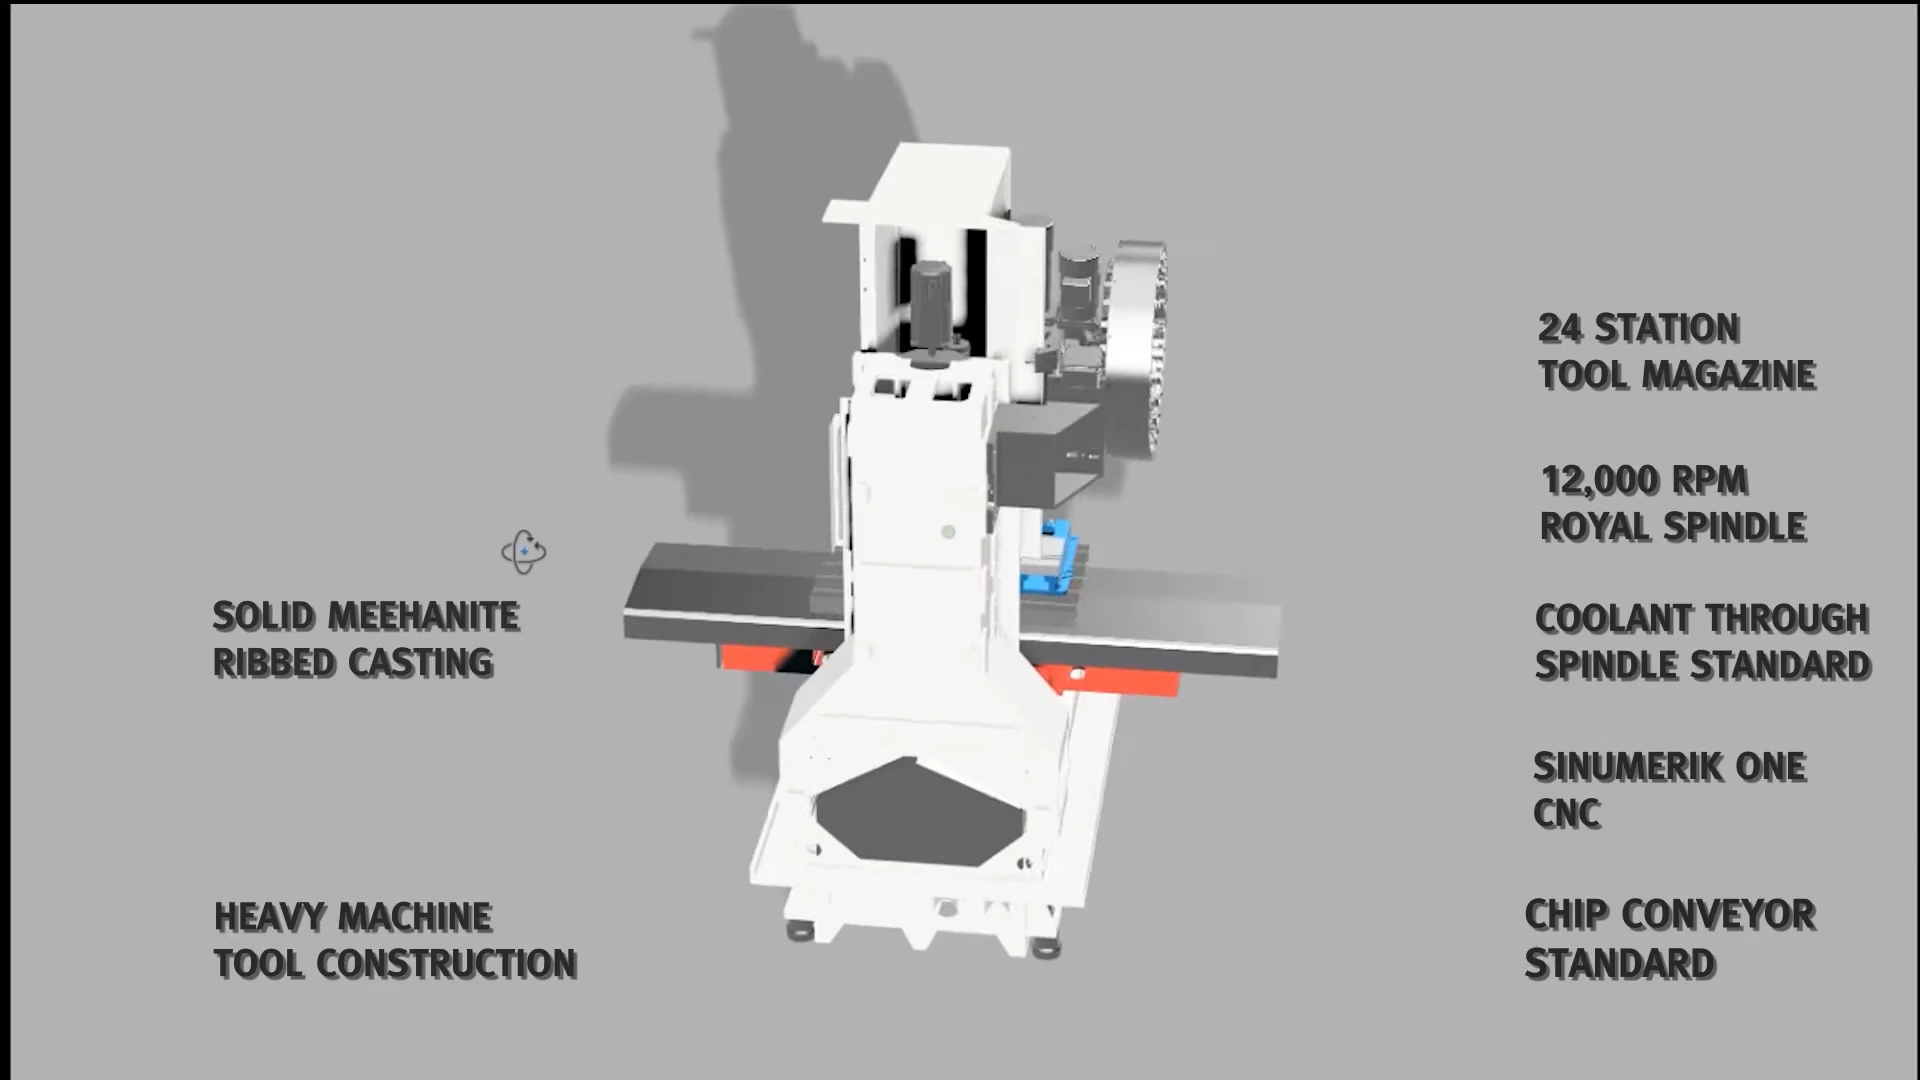 SOLID MEEHANITE
RIBBED CASTING
HEAVY MACHINE
TOOL CONSTRUCTION
24 STATION
TOOL MAGAZINE
12,000 RPM
ROYAL SPINDLE
COOLANT THROUGH
SPINDLE STANDARD
SINUMERIK ONE
CNC
CHIP CONVEYOR
STANDARD